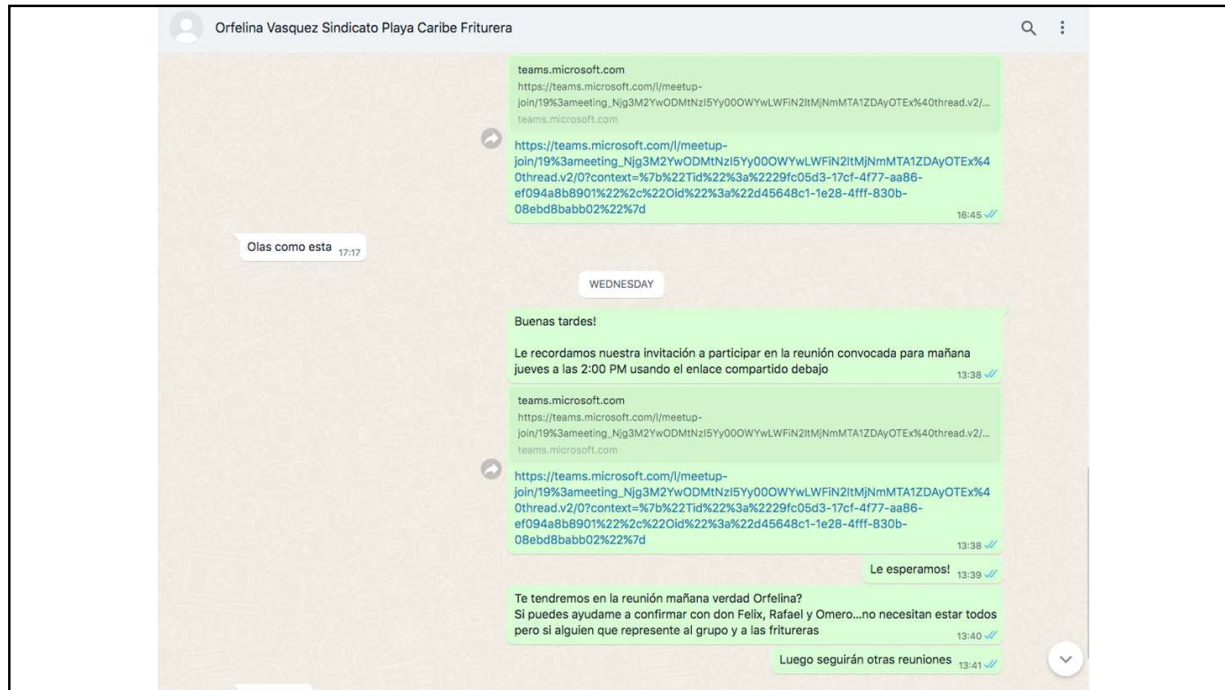 Orfelina Vasquez Sindicato Playa Caribe Friturera
teams.microsoft.com
https://teams.microsoft.com/l/meetup-
join/19%3ameeting_Njg3M2YwODMtNzI5Yy00OWYwLWFiN2ItMjNmMTA1ZDAyOTEx%40thread.v2/...
teams.microsoft.com
https://teams.microsoft.com/l/meetup-
join/19%3ameeting_Njg3M2YwODMtNzI5Yy00OWYwLWFiN2ItMjNmMTA1ZDAyOTEx%4
0thread.v2/0?context=%7b%22Tid%22%3a%2229fc05d3-17cf-4f77-aa86-
ef094a8b8901%22%2c%22Oid%22%3a%22d45648c1-1e28-4fff-830b-
08ebd8babb02%22%7d
16:45
Olas como esta 17:17
WEDNESDAY
Buenas tardes!
Le recordamos nuestra invitación a participar en la reunión convocada para mañana
jueves a las 2:00 PM usando el enlace compartido debajo
13:38
teams.microsoft.com
https://teams.microsoft.com/l/meetup-
join/19%3ameeting_Njg3M2YwODMtNzI5Yy00OWYwLWFiN2ItMjNmMTA1ZDAyOTEx%40thread.v2/...
teams.microsoft.com
https://teams.microsoft.com/l/meetup-
join/19%3ameeting_Njg3M2YwODMtNzI5Yy00OWYwLWFiN2ItMjNmMTA1ZDAyOTEx%4
0thread.v2/0?context=%7b%22Tid%22%3a%2229fc05d3-17cf-4f77-aa86-
ef094a8b8901%22%2c%22Oid%22%3a%22d45648c1-1e28-4fff-830b-
08ebd8babb02%22%7d
13:38
Le esperamos! 13:39
Te tendremos en la reunión mañana verdad Orfelina?
Si puedes ayudame a confirmar con don Felix, Rafael y Omero...no necesitan estar todos
pero si alguien que represente al grupo y a las fritureras
13:40
Luego seguirán otras reuniones 13:41